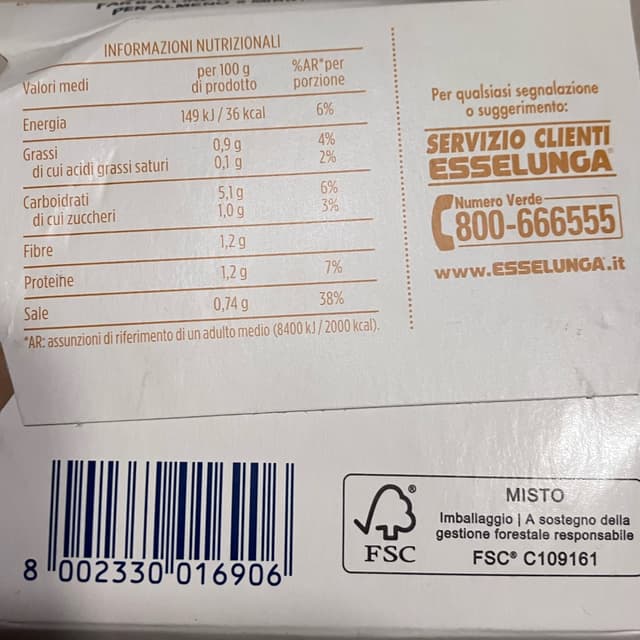 INFORMAZIONI NUTRIZIONALI
Valori medi per 100 g di prodotto %AR*per porzione
Energia 149 kJ / 36 kcal 6%
Grassi 0,9 g 4%
di cui acidi grassi saturi 0,1 g 2%
Carboidrati 5,1 g 6%
di cui zuccheri 1,0 g 3%
Fibre 1,2 g
Proteine 1,2 g 7%
Sale 0,74 g 38%
*AR: assunzioni di riferimento di un adulto medio (8400 kJ / 2000 kcal).
Per qualsiasi segnalazione
o suggerimento:
SERVIZIO CLIENTI
ESSELUNGA®
Numero Verde
800-666555
www.ESSELUNGA.it
8 002330 016906
FSC®
MISTO
Imballaggio | A sostegno della
gestione forestale responsabile
FSC® C109161